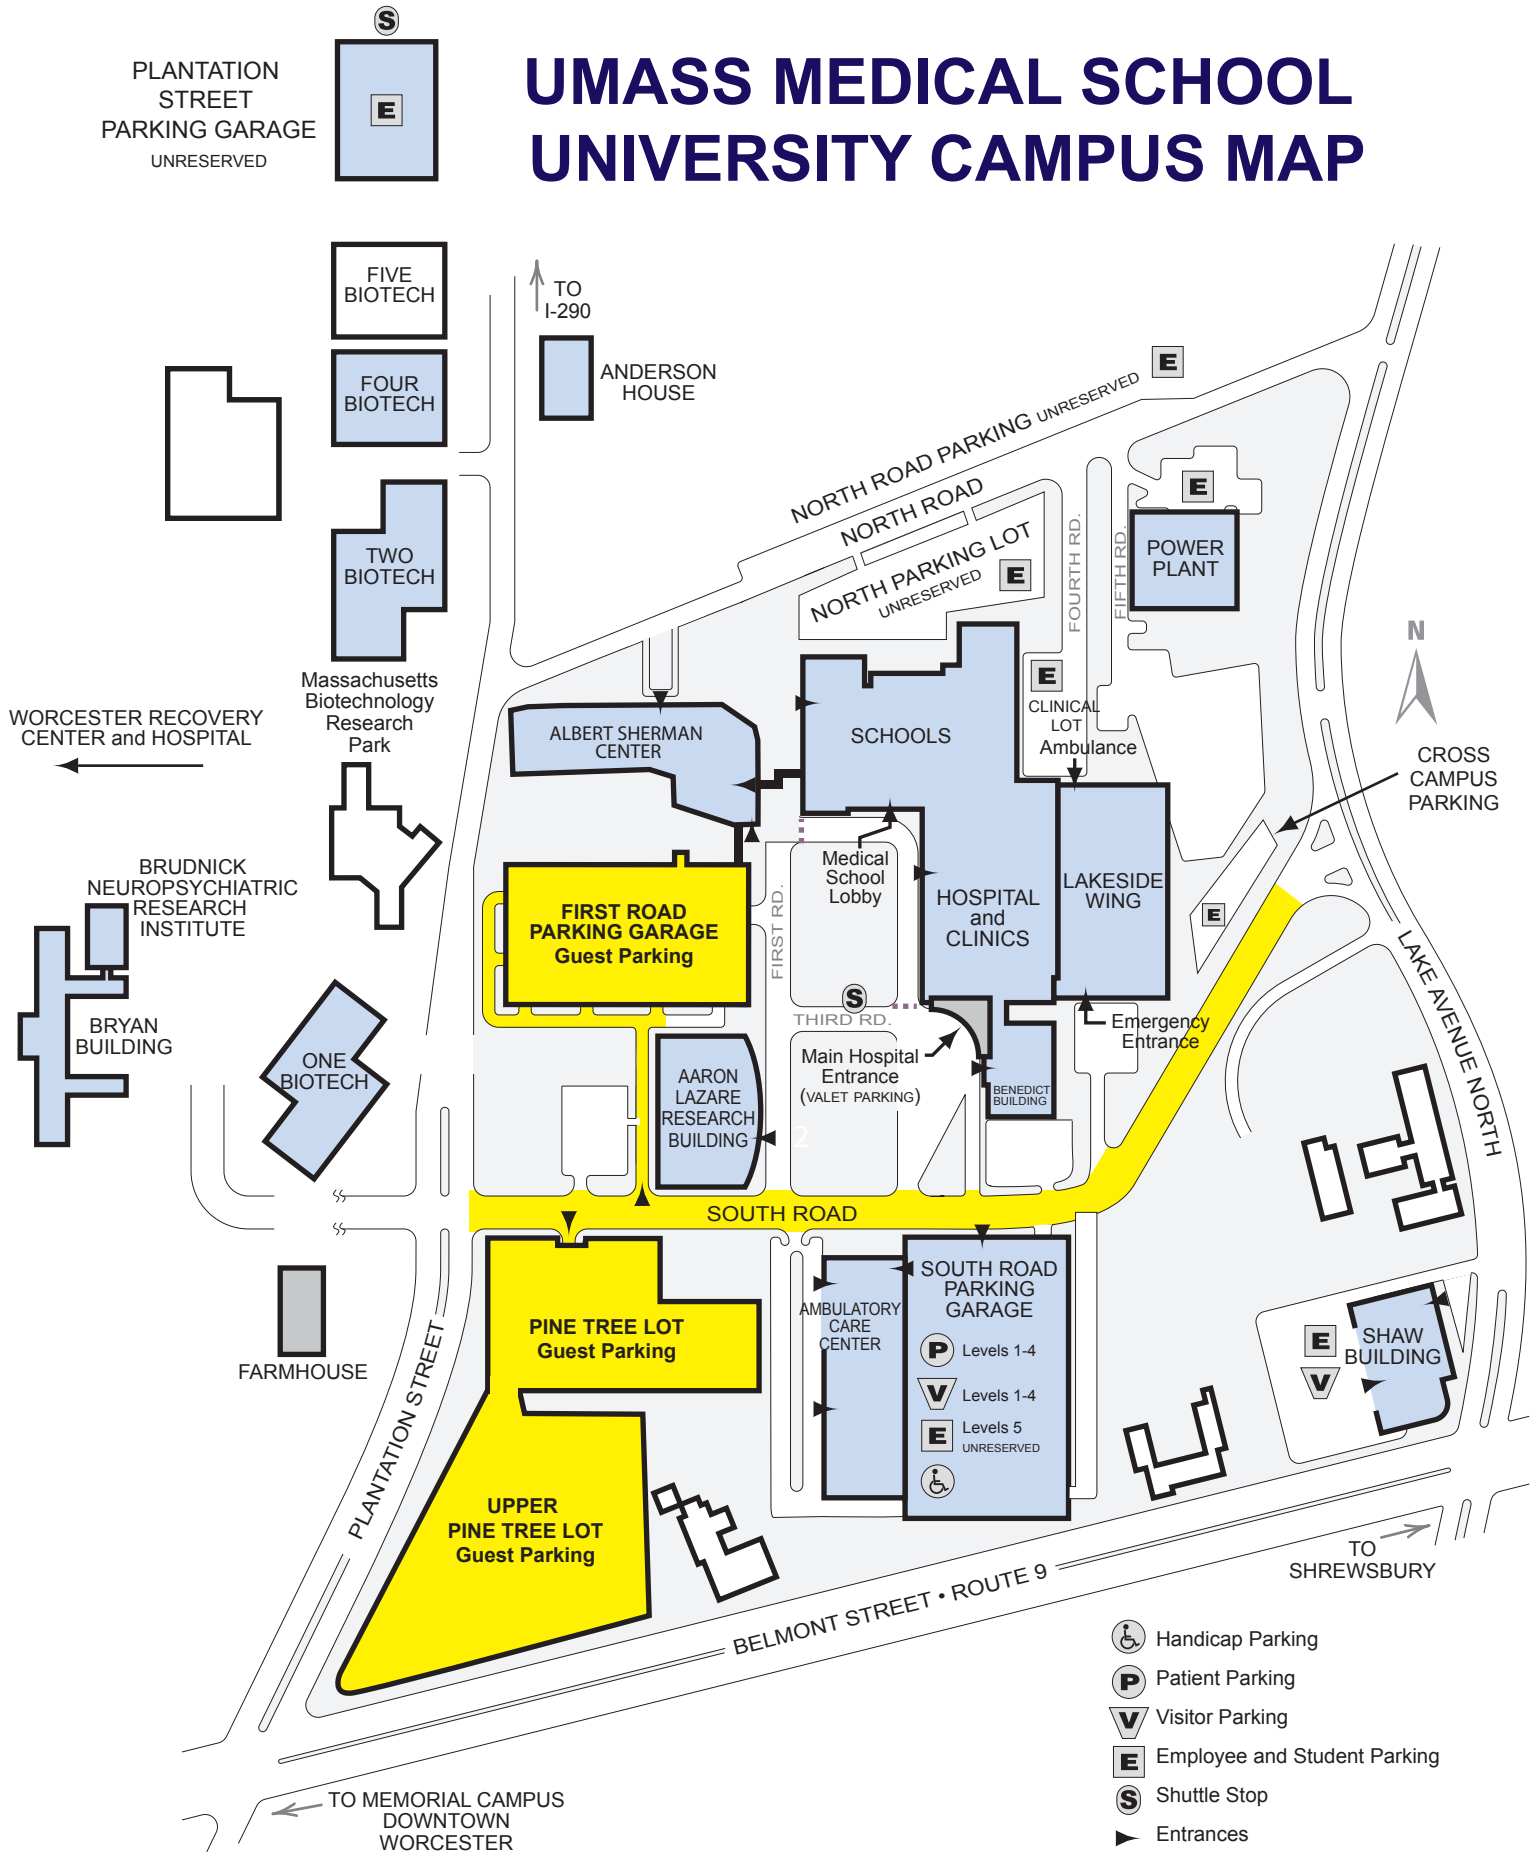 S
PLANTATION
STREET
PARKING GARAGE
UNRESERVED
E
UMASS MEDICAL SCHOOL
UNIVERSITY CAMPUS MAP
FIVE
BIOTECH
TO
I-290
FOUR
BIOTECH
ANDERSON
HOUSE
NORTH ROAD PARKING UNRESERVED
E
NORTH ROAD
NORTH PARKING LOT
UNRESERVED
E
FOURTH RD.
FIFTH RD.
E
POWER
PLANT
TWO
BIOTECH
Massachusetts
Biotechnology
Research
Park
WORCESTER RECOVERY
CENTER and HOSPITAL
N
E
CLINICAL
LOT
Ambulance
ALBERT SHERMAN
CENTER
SCHOOLS
CROSS
CAMPUS
PARKING
Medical
School
Lobby
BRUDNICK
NEUROPSYCHIATRIC
RESEARCH
INSTITUTE
FIRST ROAD
PARKING GARAGE
Guest Parking
FIRST RD.
HOSPITAL
and
CLINICS
LAKESIDE
WING
E
LAKE AVENUE NORTH
S
THIRD RD.
BRYAN
BUILDING
ONE
BIOTECH
AARON
LAZARE
RESEARCH
BUILDING
2
Main Hospital
Entrance
(VALET PARKING)
Emergency
Entrance
BENEDICT
BUILDING
SOUTH ROAD
FARMHOUSE
PLANTATION STREET
PINE TREE LOT
Guest Parking
AMBULATORY
CARE
CENTER
SOUTH ROAD
PARKING
GARAGE
P Levels 1-4
V Levels 1-4
E Levels 5
UNRESERVED
E
V
SHAW
BUILDING
UPPER
PINE TREE LOT
Guest Parking
BELMONT STREET • ROUTE 9
TO
SHREWSBURY
TO MEMORIAL CAMPUS
DOWNTOWN
WORCESTER
Handicap Parking
P Patient Parking
V Visitor Parking
E Employee and Student Parking
S Shuttle Stop
Entrances